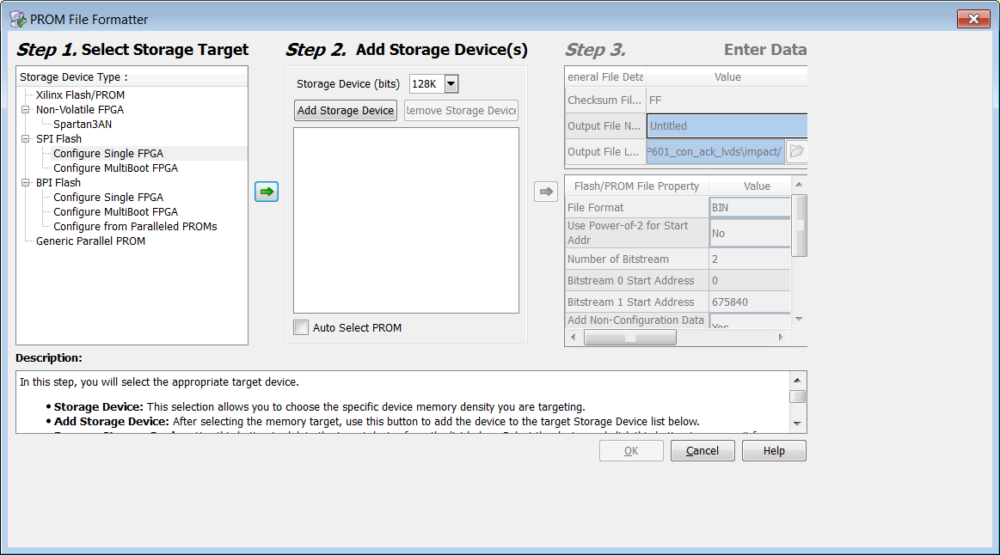 PROM File Formatter
Step 1. Select Storage Target
Storage Device Type :
Xilinx Flash/PROM
Non-Volatile FPGA
Spartan3AN
SPI Flash
Configure Single FPGA
Configure MultiBoot FPGA
BPI Flash
Configure Single FPGA
Configure MultiBoot FPGA
Configure from Paralleled PROMs
Generic Parallel PROM
Step 2. Add Storage Device(s)
Storage Device (bits) 128K
Add Storage Device emove Storage Device
Auto Select PROM
Step 3. Enter Data
eneral File Deta Value
Checksum Fil... FF
Output File N... Untitled
Output File L... P601_con_ack_lvds\impact/
Flash/PROM File Property Value
File Format BIN
Use Power-of-2 for Start
Addr No
Number of Bitstream 2
Bitstream 0 Start Address 0
Bitstream 1 Start Address 675840
Add Non-Configuration Data Yes
Description:
In this step, you will select the appropriate target device.
• Storage Device: This selection allows you to choose the specific device memory density you are targeting.
• Add Storage Device: After selecting the memory target, use this button to add the device to the target Storage Device list below.
OK Cancel Help